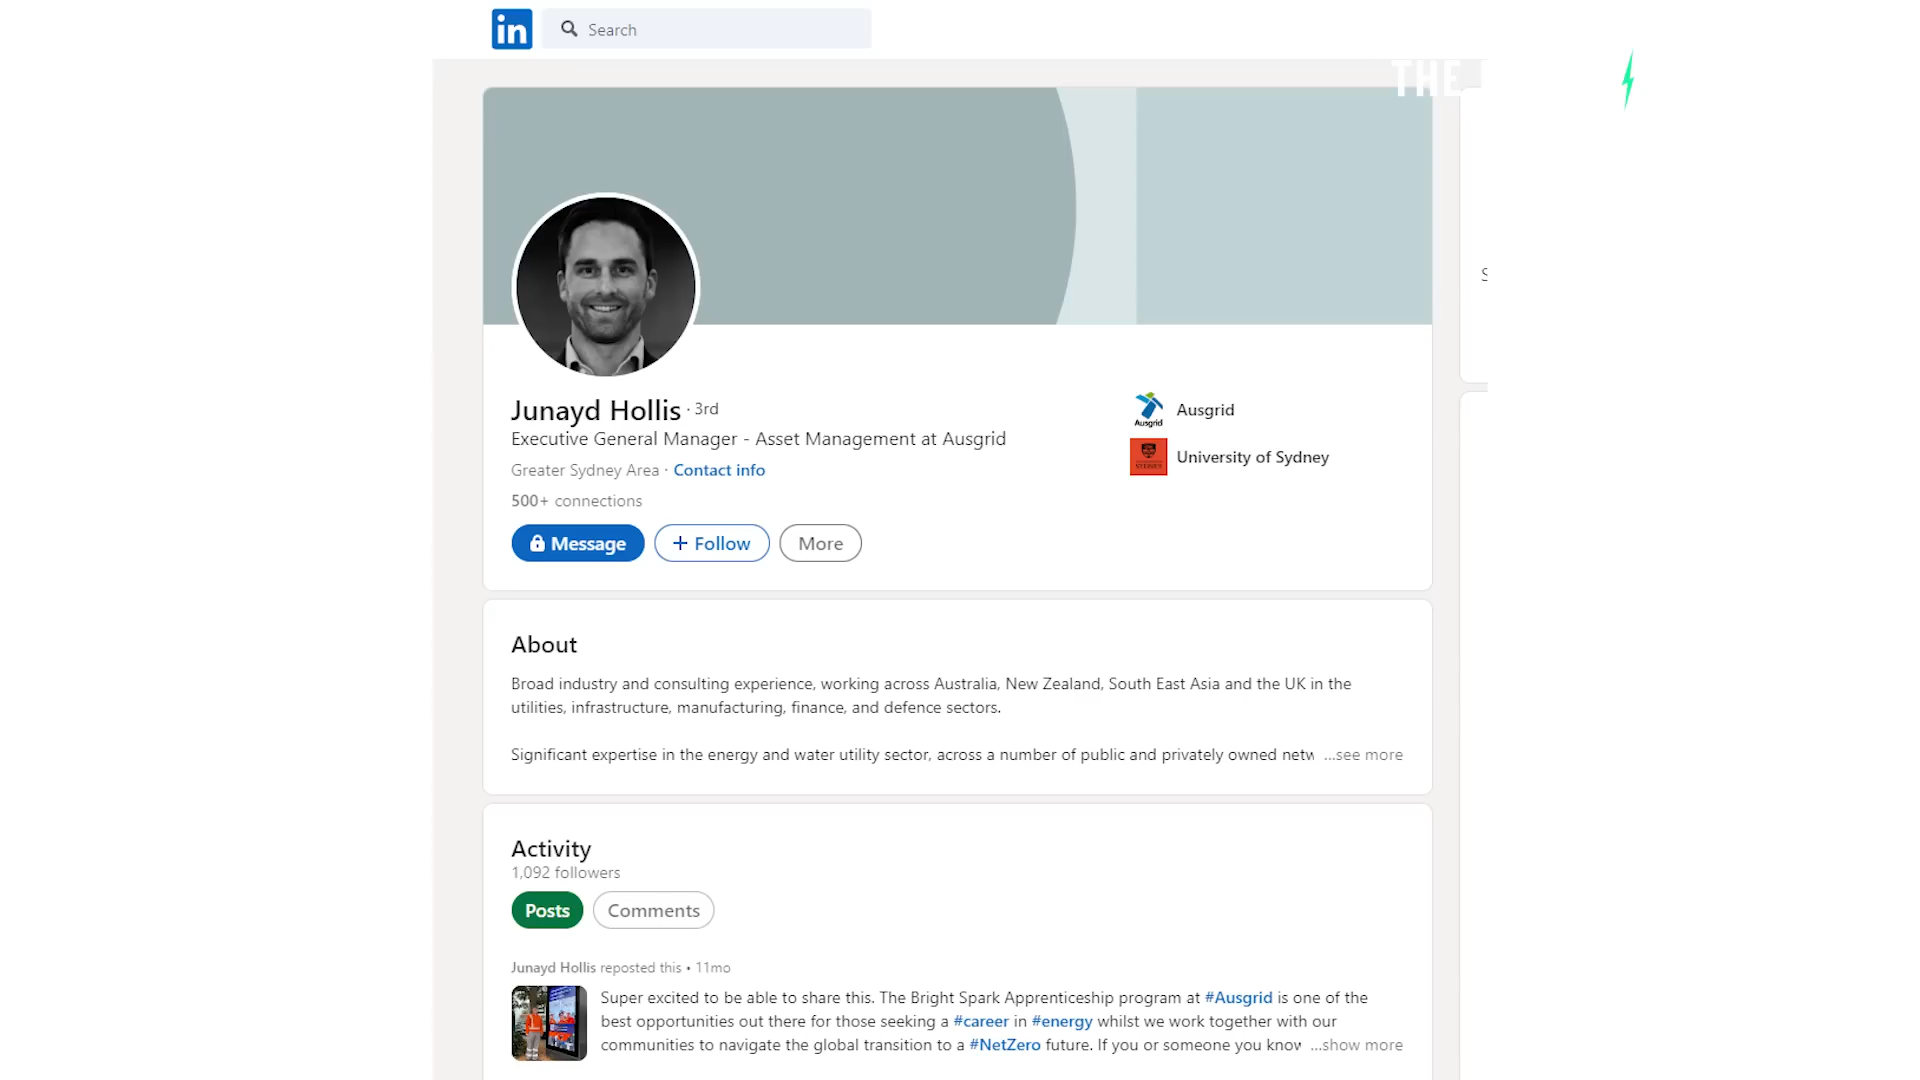 in
Search
THE
S
Junayd Hollis · 3rd
Executive General Manager - Asset Management at Ausgrid
Greater Sydney Area · Contact info
500+ connections
Message
+ Follow
More
Ausgrid
Ausgrid
SYDNEY
University of Sydney
About
Broad industry and consulting experience, working across Australia, New Zealand, South East Asia and the UK in the
utilities, infrastructure, manufacturing, finance, and defence sectors.
Significant expertise in the energy and water utility sector, across a number of public and privately owned netw ...see more
Activity
1,092 followers
Posts
Comments
Junayd Hollis reposted this • 11mo
Super excited to be able to share this. The Bright Spark Apprenticeship program at #Ausgrid is one of the
best opportunities out there for those seeking a #career in #energy whilst we work together with our
communities to navigate the global transition to a #NetZero future. If you or someone you know ...show more